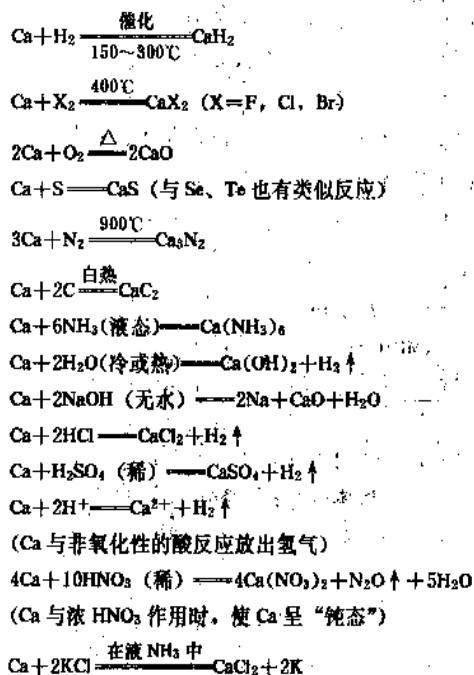 Ca+H₂ ══催化/150～300℃══ CaH₂
Ca+X₂ ══400℃══ CaX₂ (X=F, Cl, Br)
2Ca+O₂ ══△══ 2CaO
Ca+S══CaS (与 Se、Te 也有类似反应)
3Ca+N₂ ══900℃══ Ca₃N₂
Ca+2C ══白热══ CaC₂
Ca+6NH₃(液态)══Ca(NH₃)₆
Ca+2H₂O(冷或热)══Ca(OH)₂+H₂↑
Ca+2NaOH (无水) ══2Na+CaO+H₂O
Ca+2HCl══CaCl₂+H₂↑
Ca+H₂SO₄ (稀) ══CaSO₄+H₂↑
Ca+2H⁺══Ca²⁺+H₂↑
(Ca 与非氧化性的酸反应放出氢气)
4Ca+10HNO₃ (稀) ══4Ca(NO₃)₂+N₂O↑+5H₂O
(Ca 与浓 HNO₃ 作用时，使 Ca 呈“钝态”)
Ca+2KCl ══在液 NH₃ 中══ CaCl₂+2K